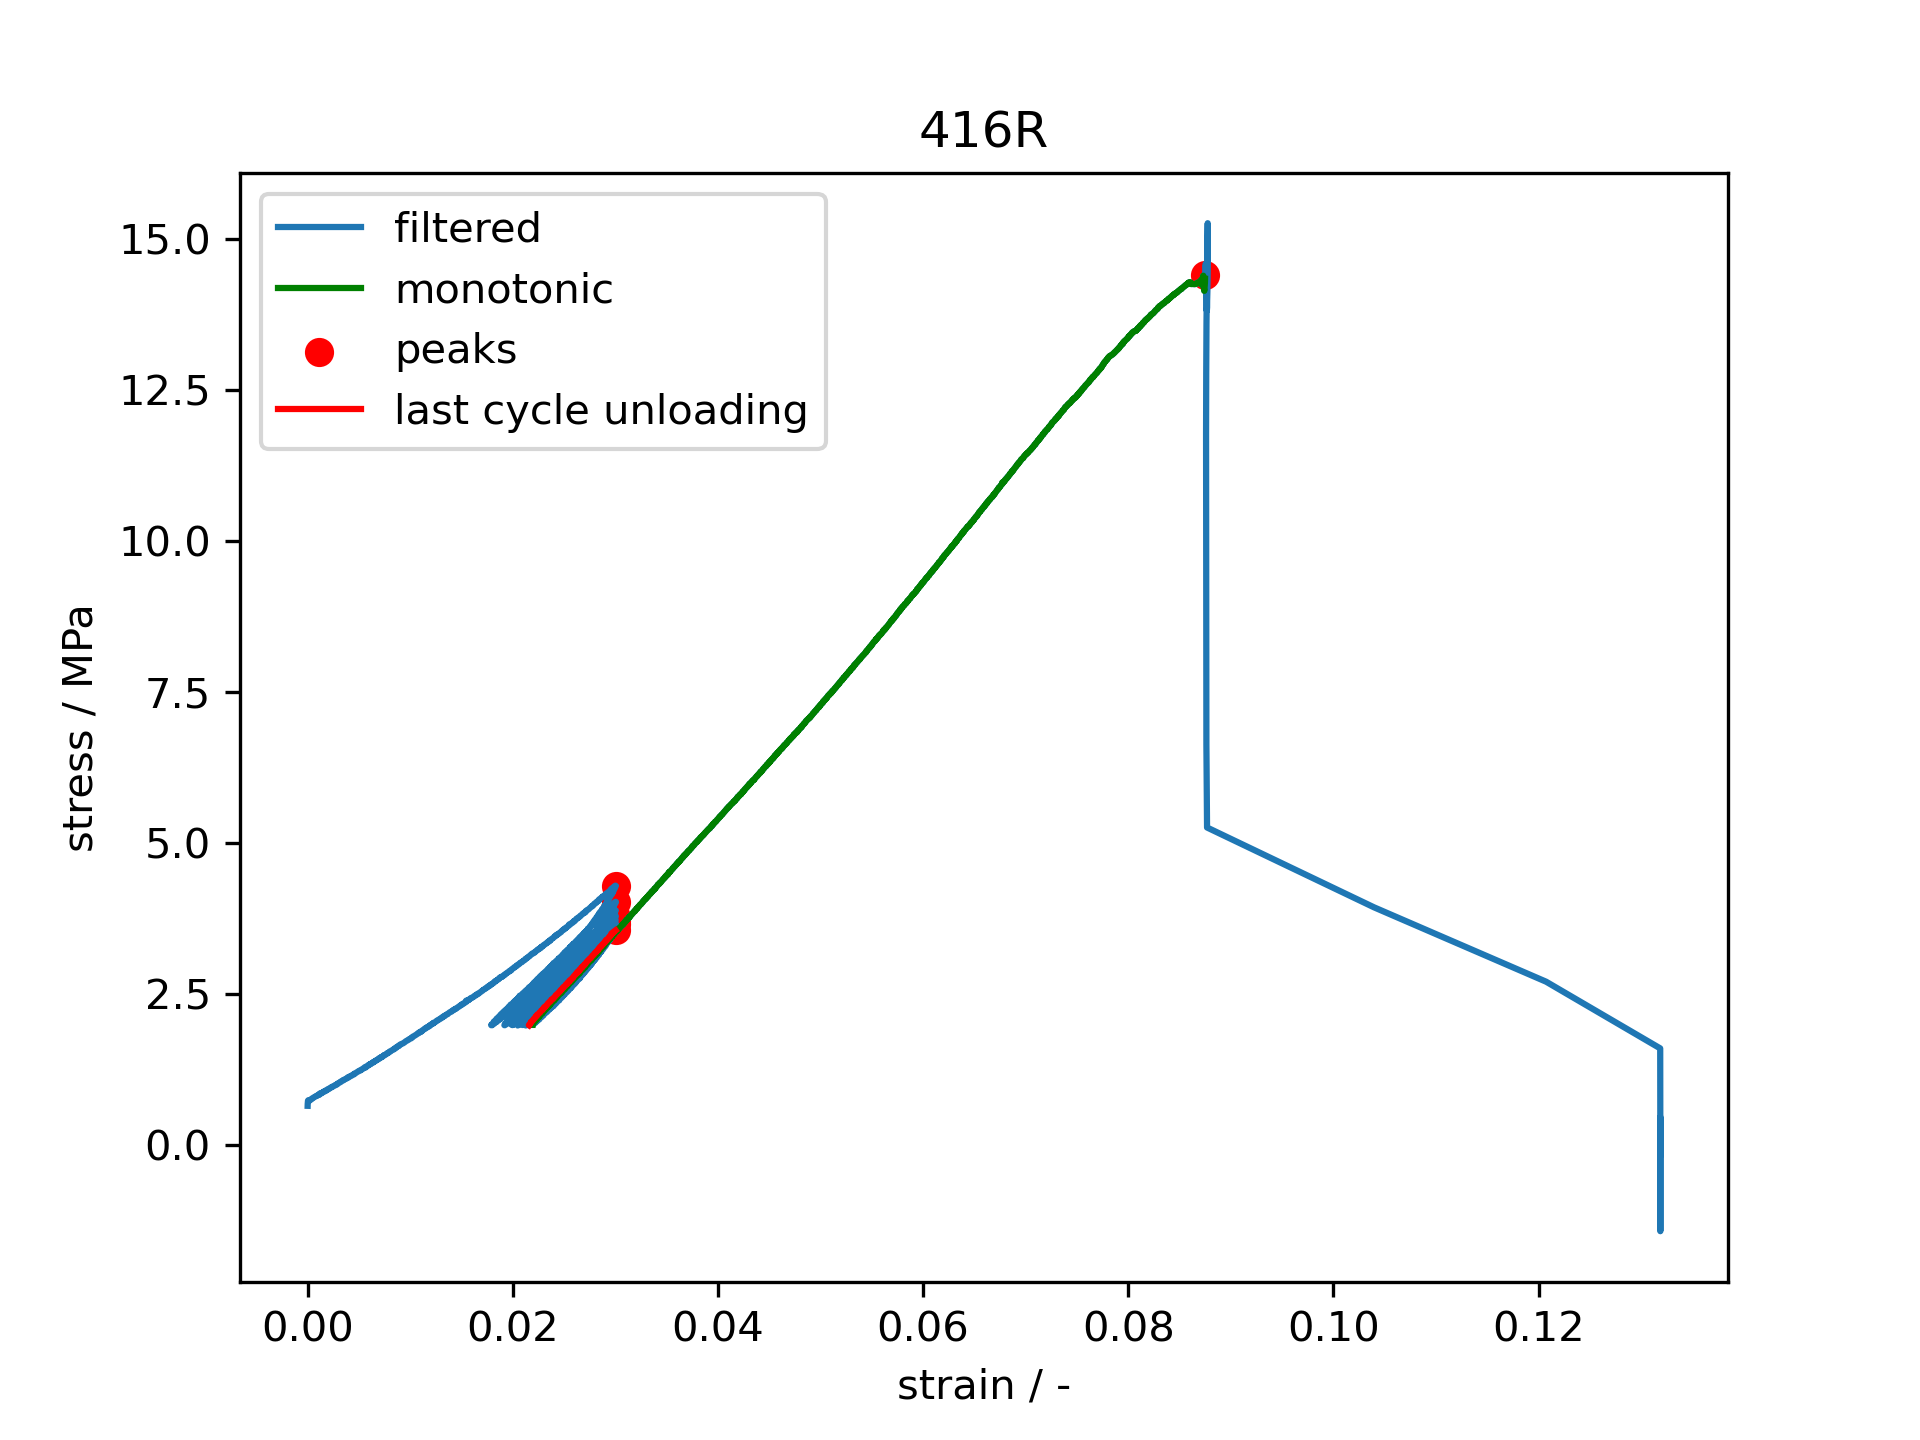 416R
filtered
monotonic
peaks
last cycle unloading
15.0
12.5
10.0
7.5
5.0
2.5
0.0
stress / MPa
0.00 0.02 0.04 0.06 0.08 0.10 0.12
strain / -